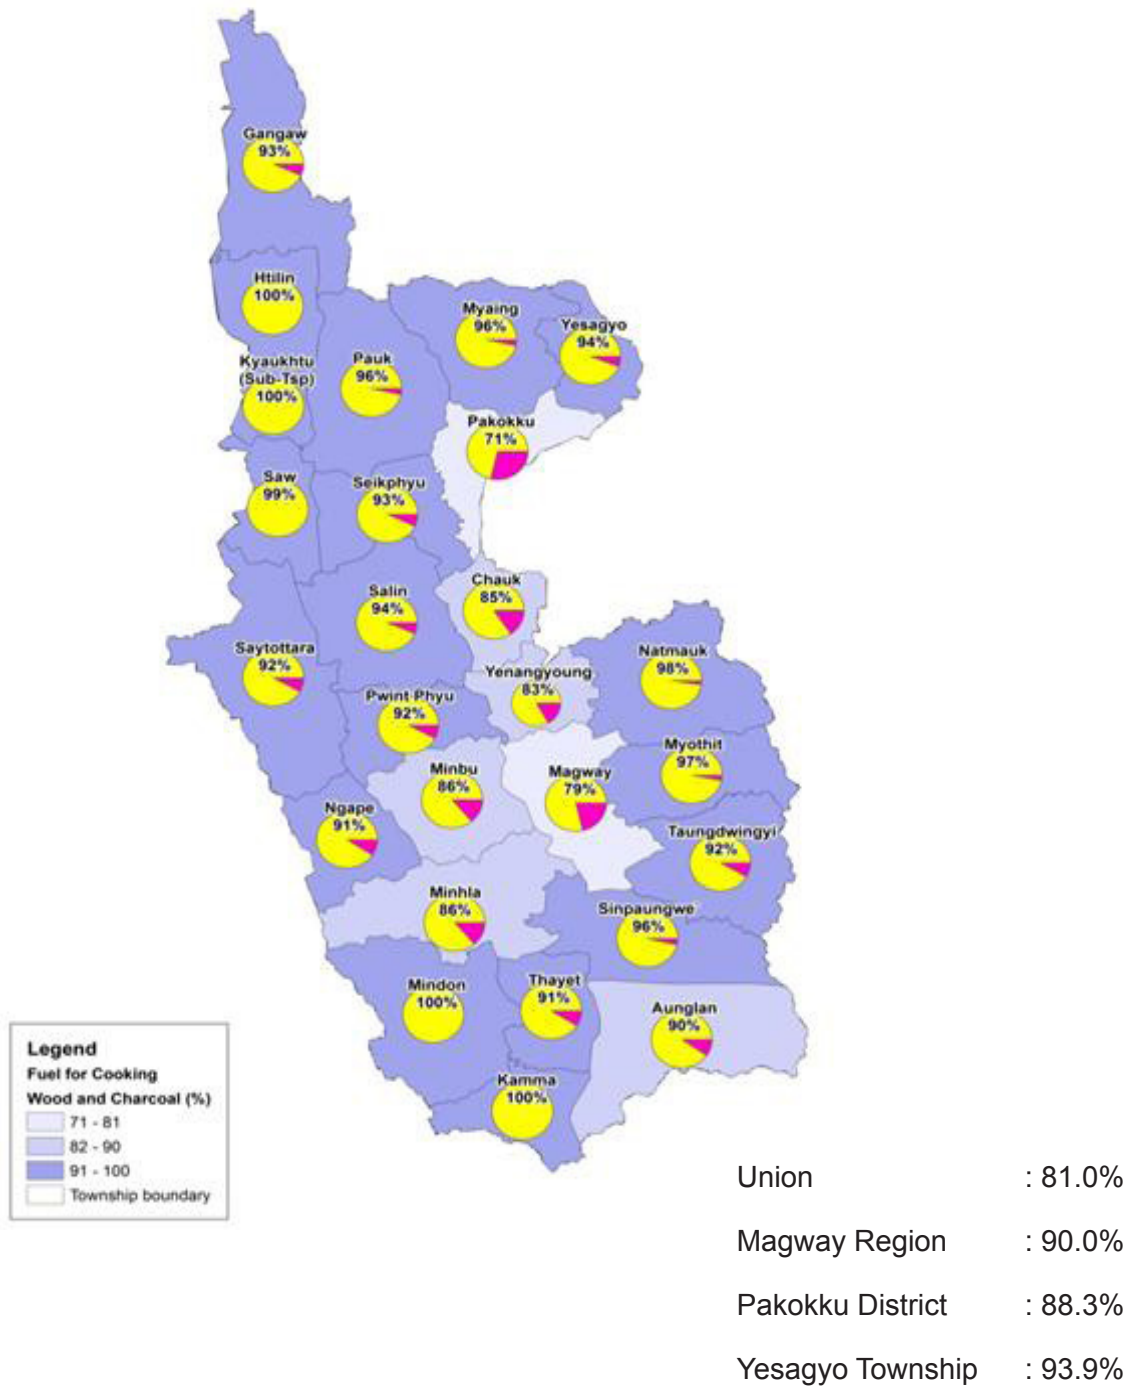 Gangaw
93%
Htilin
100%
Myaing
96%
Yesagyo
94%
Kyaukhtu
(Sub-Tsp)
100%
Pauk
96%
Pakokku
71%
Saw
99%
Seikphyu
93%
Chauk
85%
Salin
94%
Saytottara
92%
Natmauk
98%
Yenangyoung
83%
Pwint Phyu
92%
Myothit
97%
Minbu
86%
Magway
79%
Ngape
91%
Taungdwingyi
92%
Minhla
86%
Sinpaungwe
96%
Mindon
100%
Thayet
91%
Aunglan
90%
Kamma
100%
Legend
Fuel for Cooking
Wood and Charcoal (%)
71 - 81
82 - 90
91 - 100
Township boundary
Union : 81.0%
Magway Region : 90.0%
Pakokku District : 88.3%
Yesagyo Township : 93.9%